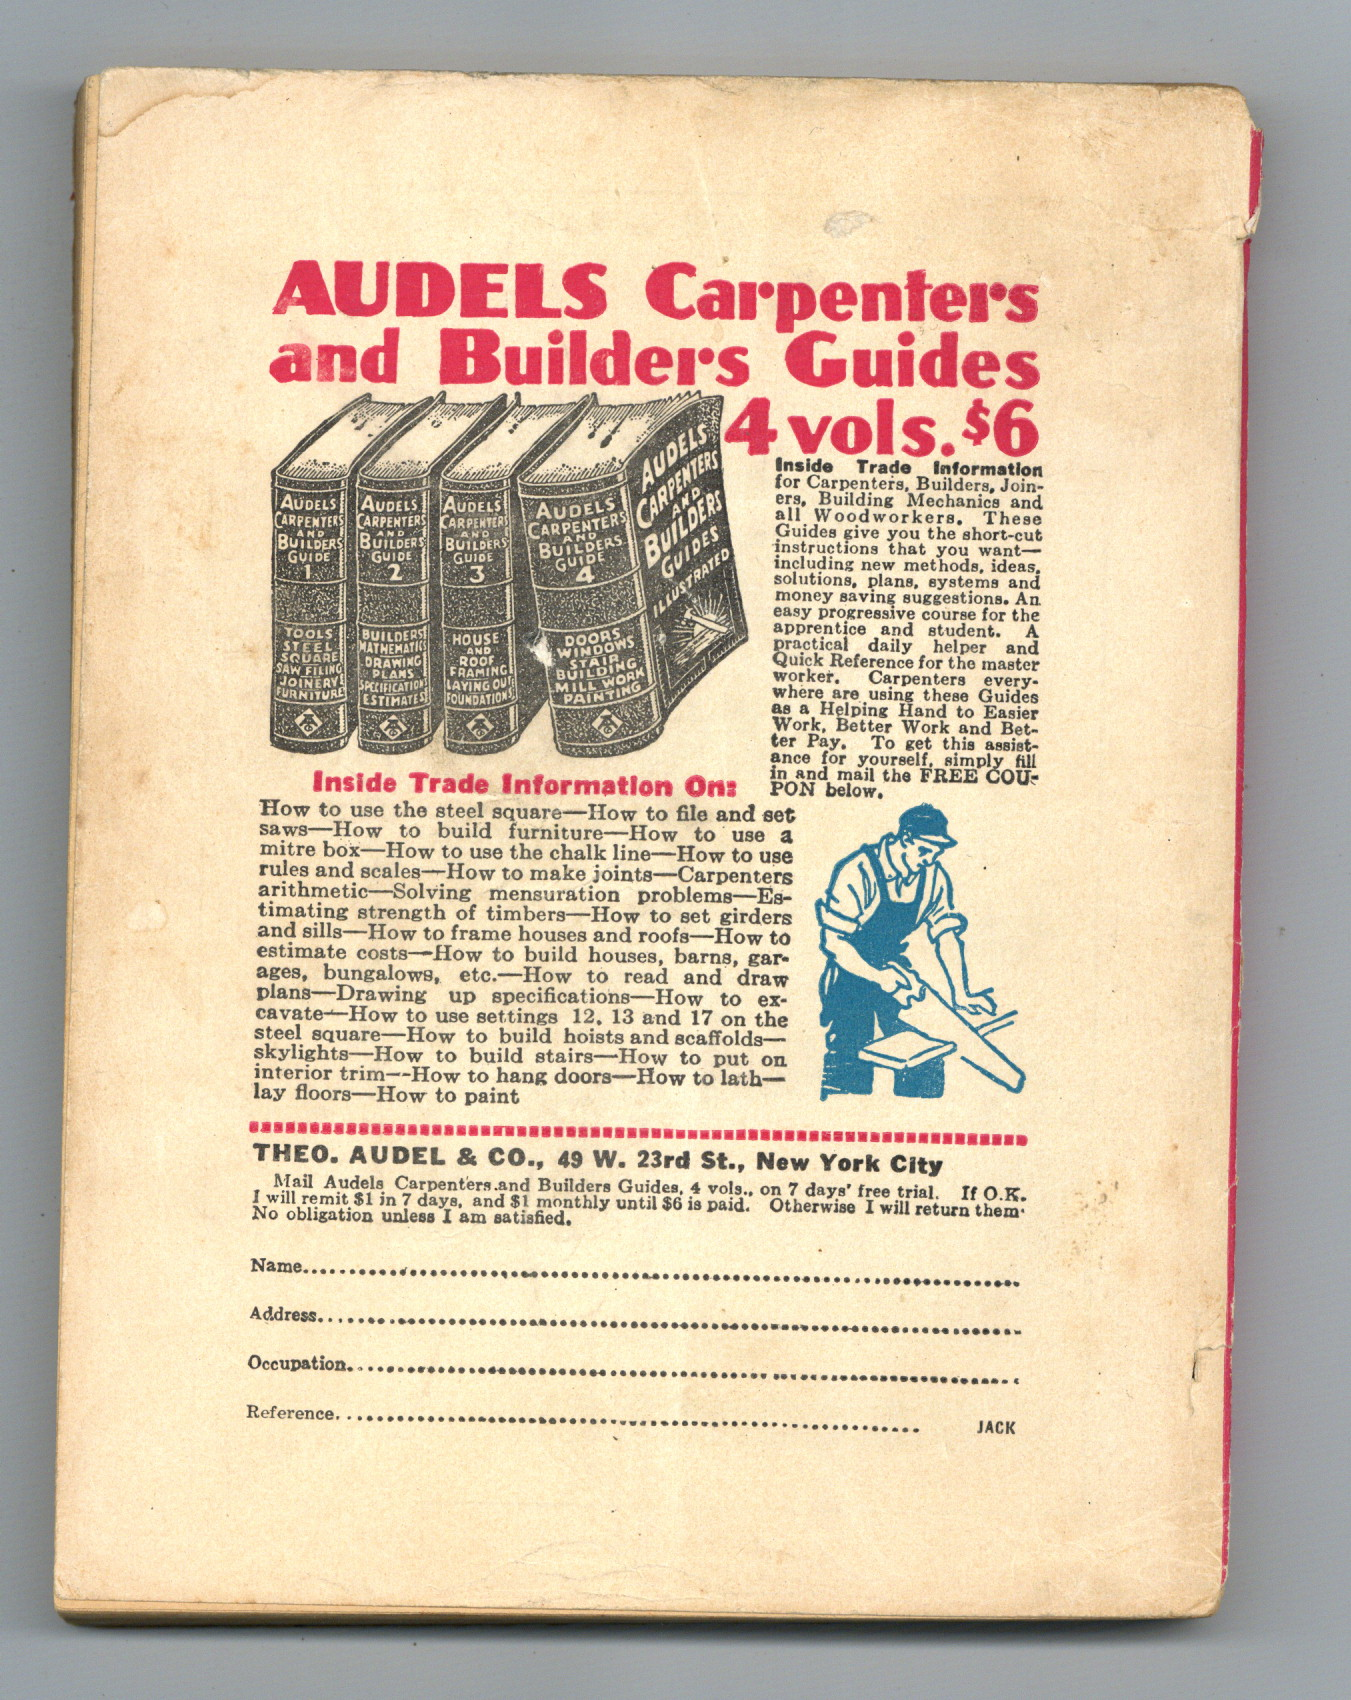 AUDELS Carpenters
and Builders Guides
4 vols. $6
AUDELS
CARPENTERS
AND
BUILDERS
GUIDE
1
TOOLS
STEEL
SQUARE
SAW FILING
JOINERY
FURNITURE
AUDELS
CARPENTERS
AND
BUILDERS
GUIDE
2
BUILDERS
MATHEMATICS
DRAWING
PLANS
SPECIFICATION
ESTIMATES
AUDELS
CARPENTERS
AND
BUILDERS
GUIDE
3
HOUSE
AND
ROOF
FRAMING
LAYING OUT
FOUNDATIONS
AUDELS
CARPENTERS
AND
BUILDERS
GUIDE
4
DOORS
WINDOWS
STAIR
BUILDING
MILL WORK
PAINTING
AUDELS
CARPENTERS
AND
BUILDERS
GUIDES
ILLUSTRATED
Inside Trade Information
for Carpenters, Builders, Join-
ers, Building Mechanics and
all Woodworkers. These
Guides give you the short-cut
instructions that you want—
including new methods, ideas,
solutions, plans, systems and
money saving suggestions. An
easy progressive course for the
apprentice and student. A
practical daily helper and
Quick Reference for the master
worker. Carpenters every-
where are using these Guides
as a Helping Hand to Easier
Work, Better Work and Bet-
ter Pay. To get this assist-
ance for yourself, simply fill
in and mail the FREE COU-
PON below.
Inside Trade Information On:
How to use the steel square—How to file and set
saws—How to build furniture—How to use a
mitre box—How to use the chalk line—How to use
rules and scales—How to make joints—Carpenters
arithmetic—Solving mensuration problems—Es-
timating strength of timbers—How to set girders
and sills—How to frame houses and roofs—How to
estimate costs—How to build houses, barns, gar-
ages, bungalows, etc.—How to read and draw
plans—Drawing up specifications—How to ex-
cavate—How to use settings 12, 13 and 17 on the
steel square—How to build hoists and scaffolds—
skylights—How to build stairs—How to put on
interior trim—How to hang doors—How to lath—
lay floors—How to paint
THEO. AUDEL & CO., 49 W. 23rd St., New York City
Mail Audels Carpenters and Builders Guides, 4 vols., on 7 days' free trial. If O.K.
I will remit $1 in 7 days, and $1 monthly until $6 is paid. Otherwise I will return them.
No obligation unless I am satisfied.
Name
Address
Occupation
Reference JACK